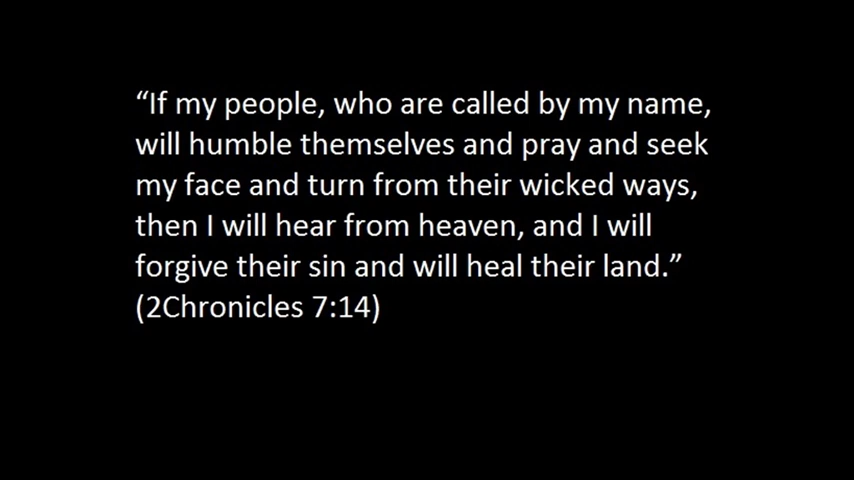 “If my people, who are called by my name,
will humble themselves and pray and seek
my face and turn from their wicked ways,
then I will hear from heaven, and I will
forgive their sin and will heal their land.”
(2Chronicles 7:14)